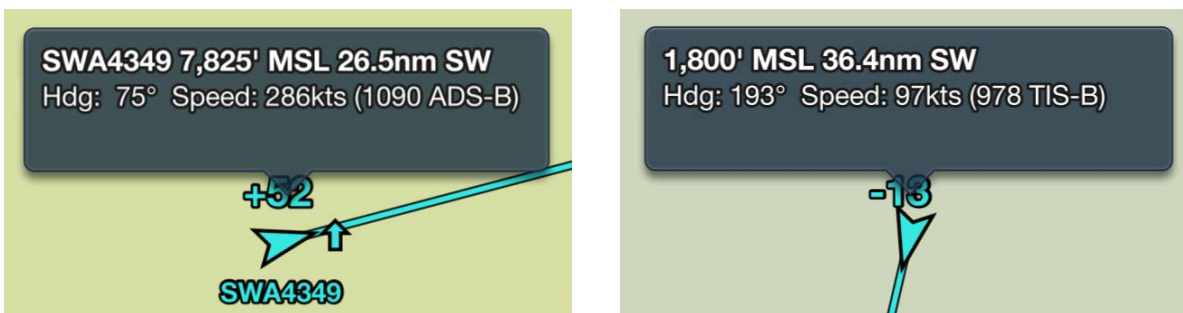 SWA4349 7,825' MSL 26.5nm SW
Hdg: 75° Speed: 286kts (1090 ADS-B)
+52
SWA4349
1,800' MSL 36.4nm SW
Hdg: 193° Speed: 97kts (978 TIS-B)
-13